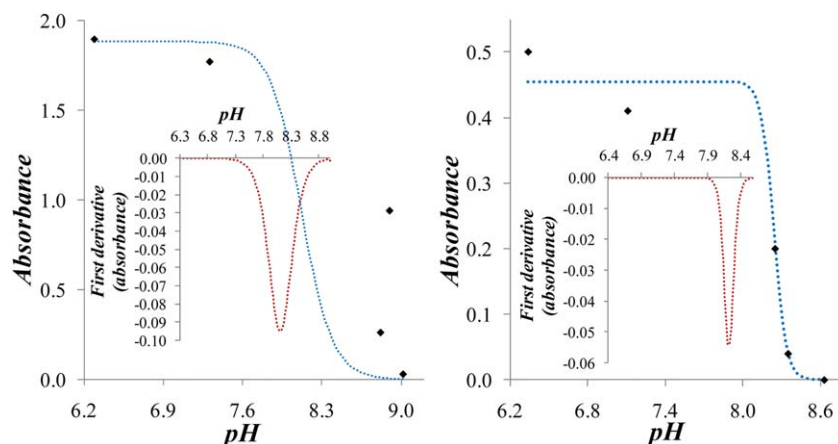 2.0
1.5
1.0
0.5
0.0
Absorbance
6.2 6.9 7.6 8.3 9.0
pH
pH
6.3 6.8 7.3 7.8 8.3 8.8
0.00
-0.01
-0.02
-0.03
-0.04
-0.05
-0.06
-0.07
-0.08
-0.09
-0.10
First derivative
(absorbance)
0.5
0.4
0.3
0.2
0.1
0.0
Absorbance
6.2 6.8 7.4 8.0 8.6
pH
pH
6.4 6.9 7.4 7.9 8.4
0.00
-0.01
-0.02
-0.03
-0.04
-0.05
-0.06
First derivative
(absorbance)